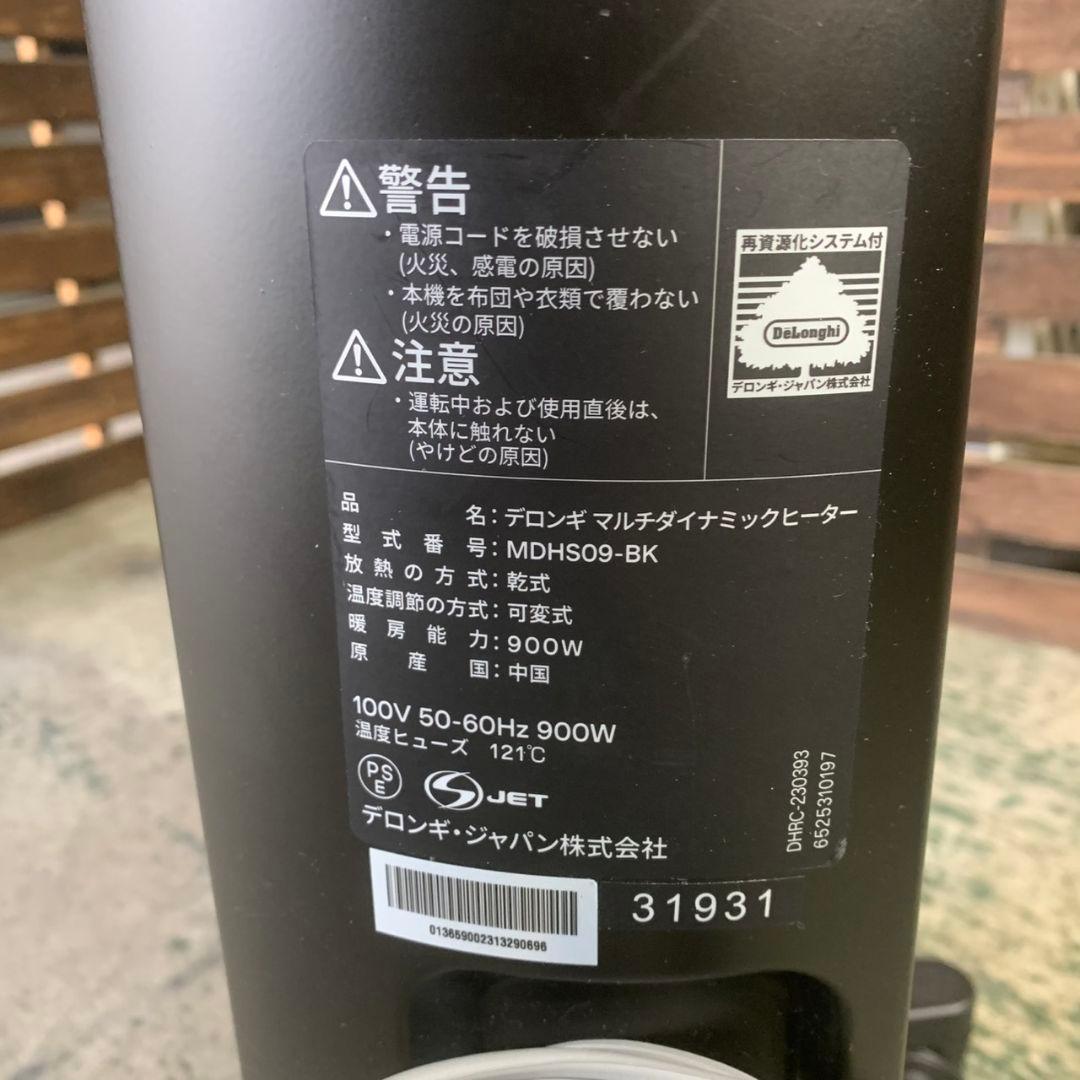 警告
・電源コードを破損させない
(火災、感電の原因)
・本機を布団や衣類で覆わない
(火災の原因)
注意
・運転中および使用直後は、
本体に触れない
(やけどの原因)
再資源化システム付
DeLonghi
デロンギ・ジャパン株式会社
品名：デロンギ マルチダイナミックヒーター
型式番号：MDHS09-BK
放熱の方式：乾式
温度調節の方式：可変式
暖房能力：900W
原産国：中国
100V 50-60Hz 900W
温度ヒューズ 121℃
PS
E
JET
デロンギ・ジャパン株式会社
DHRC-230393
6525310197
013659002313290696
31931